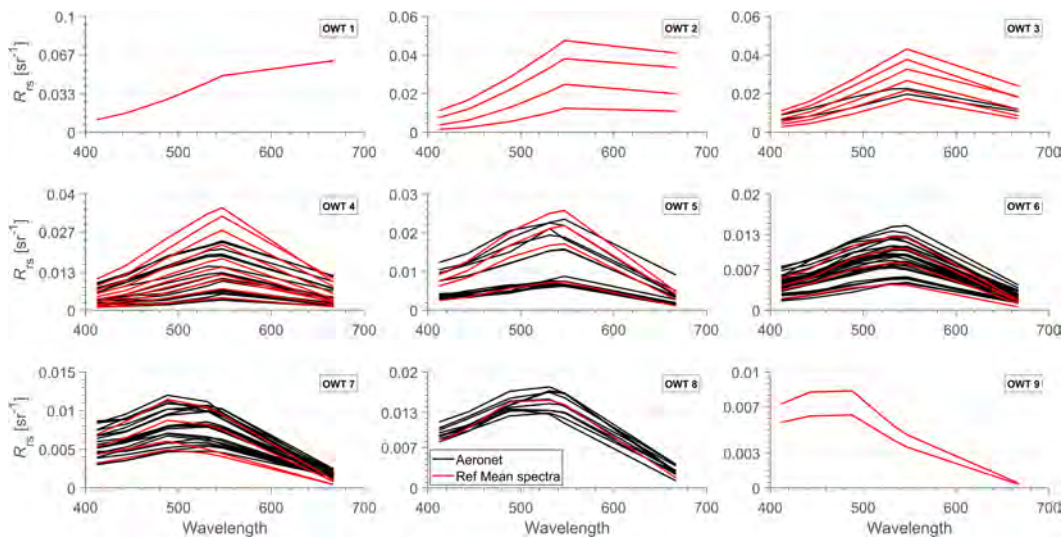 0.1
0.067
0.033
0
Rrs [sr-1]
OWT 1
400 500 600 700
0.06
0.04
0.02
0
OWT 2
400 500 600 700
0.06
0.04
0.02
0
OWT 3
400 500 600 700
0.04
0.027
0.013
0
Rrs [sr-1]
OWT 4
400 500 600 700
0.03
0.02
0.01
0
OWT 5
400 500 600 700
0.02
0.013
0.007
0
OWT 6
400 500 600 700
0.015
0.01
0.005
0
Rrs [sr-1]
OWT 7
400 500 600 700
Wavelength
0.02
0.013
0.007
0
OWT 8
Aeronet
Ref Mean spectra
400 500 600 700
Wavelength
0.01
0.007
0.003
0
OWT 9
400 500 600 700
Wavelength